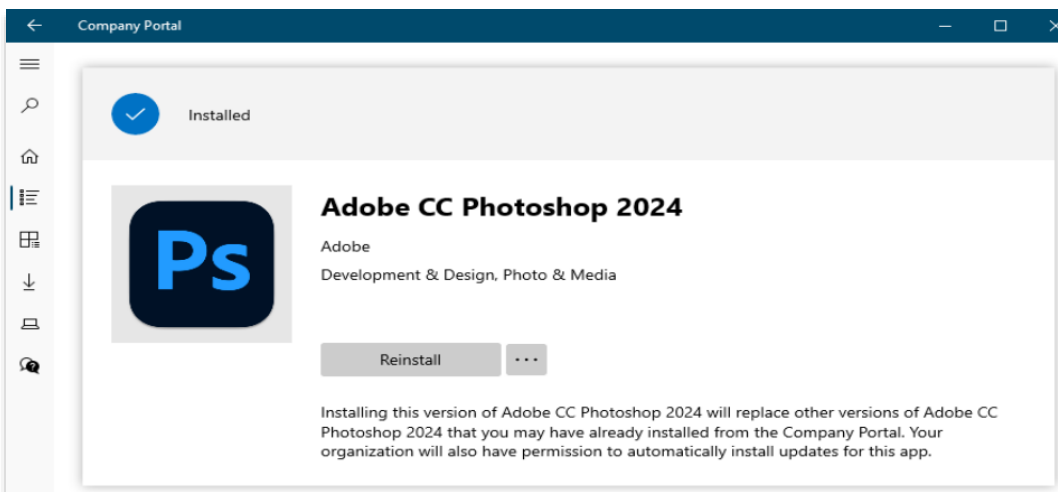 Company Portal
Installed
Ps
Adobe CC Photoshop 2024
Adobe
Development & Design, Photo & Media
Reinstall
Installing this version of Adobe CC Photoshop 2024 will replace other versions of Adobe CC
Photoshop 2024 that you may have already installed from the Company Portal. Your
organization will also have permission to automatically install updates for this app.